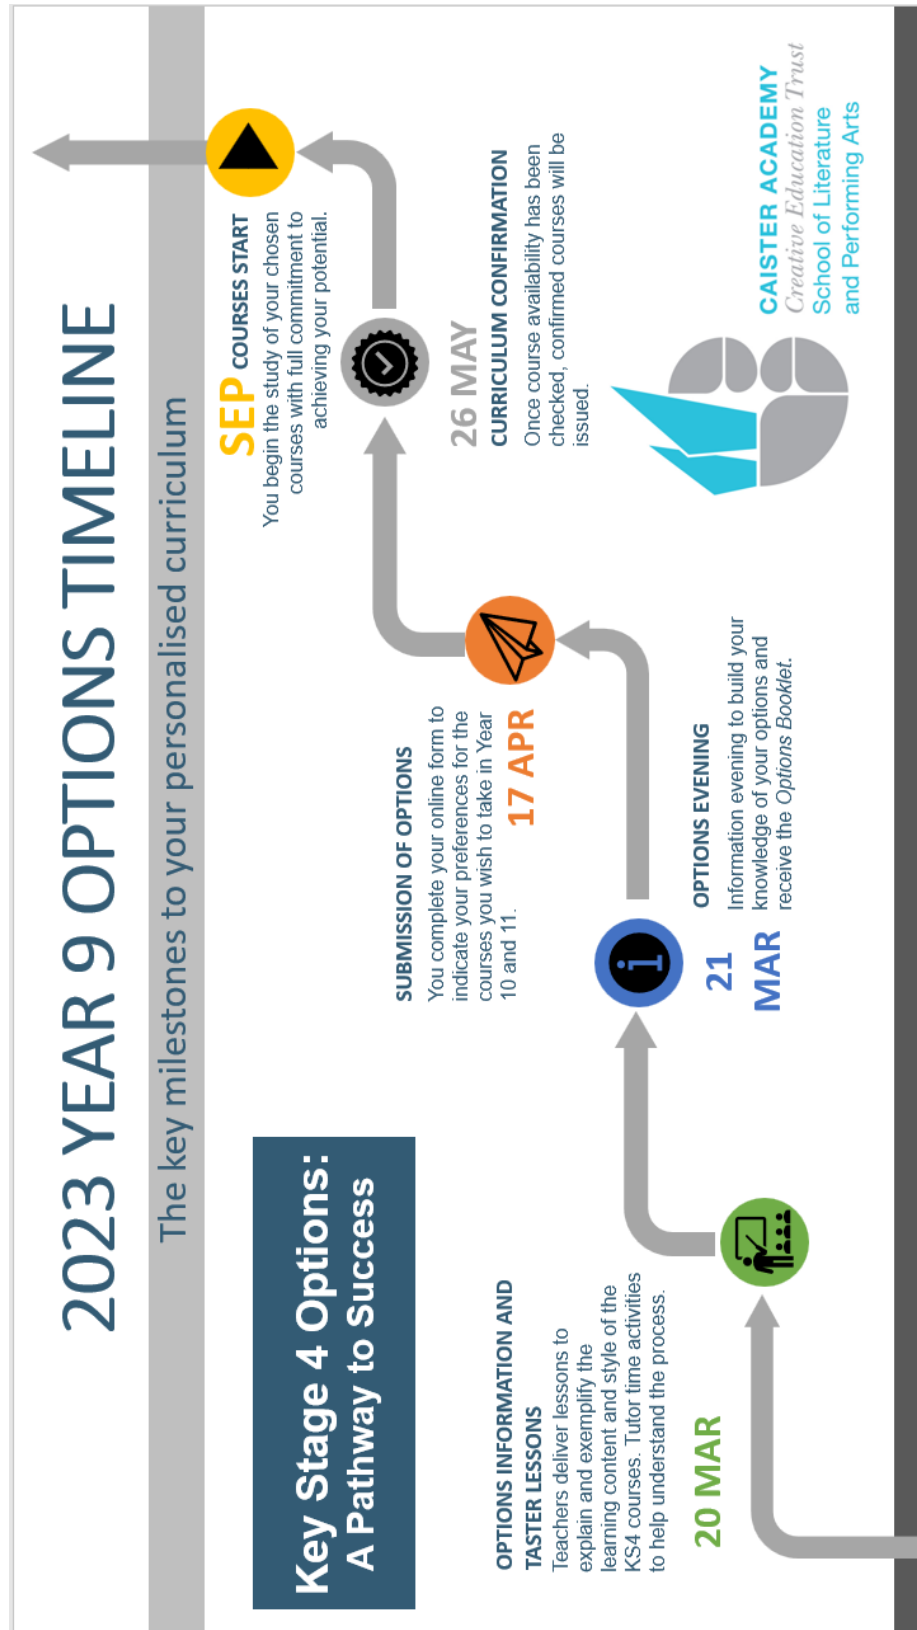 2023 YEAR 9 OPTIONS TIMELINE
The key milestones to your personalised curriculum
Key Stage 4 Options:
A Pathway to Success
OPTIONS INFORMATION AND
TASTER LESSONS
Teachers deliver lessons to
explain and exemplify the
learning content and style of the
KS4 courses. Tutor time activities
to help understand the process.
20 MAR
21
MAR
OPTIONS EVENING
Information evening to build your
knowledge of your options and
receive the Options Booklet.
SUBMISSION OF OPTIONS
You complete your online form to
indicate your preferences for the
courses you wish to take in Year
10 and 11.
17 APR
26 MAY
CURRICULUM CONFIRMATION
Once course availability has been
checked, confirmed courses will be
issued.
SEP COURSES START
You begin the study of your chosen
courses with full commitment to
achieving your potential.
CAISTER ACADEMY
Creative Education Trust
School of Literature
and Performing Arts